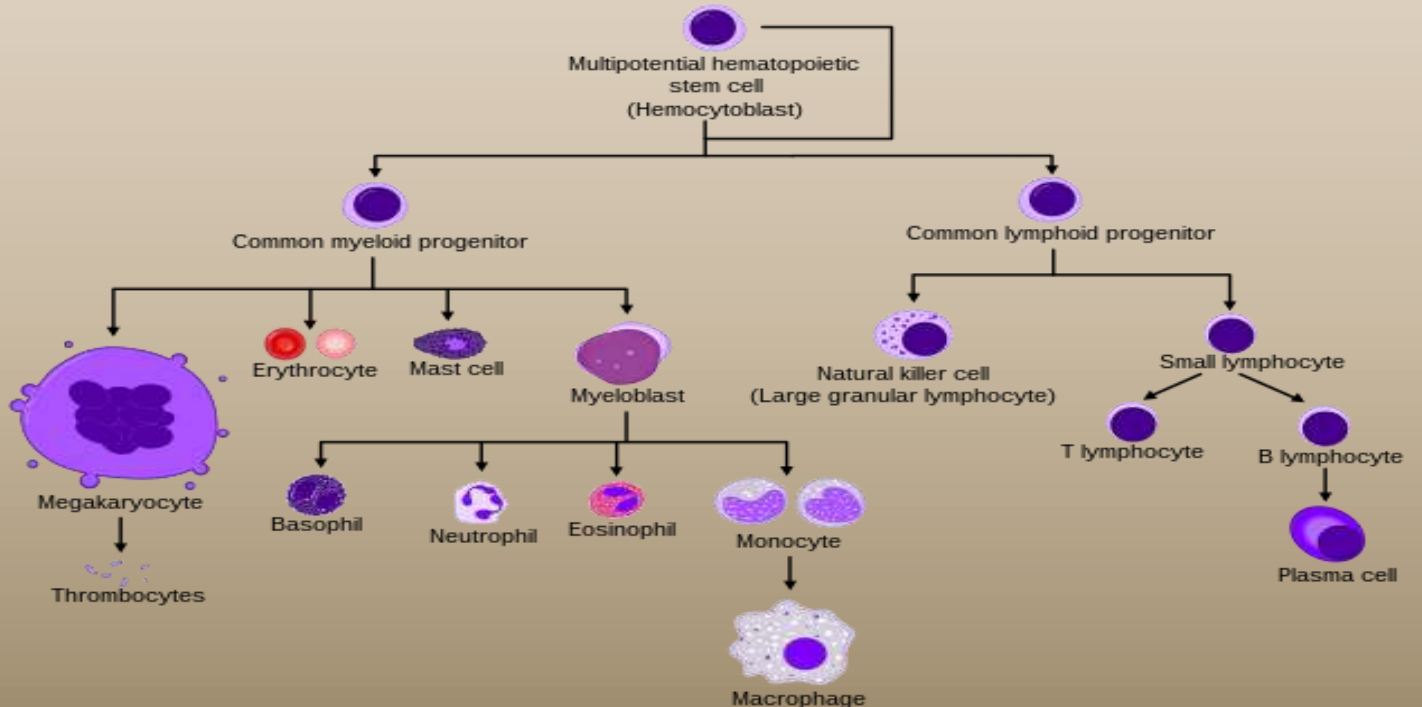 Multipotential hematopoietic
stem cell
(Hemocytoblast)
Common myeloid progenitor
Common lymphoid progenitor
Erythrocyte
Mast cell
Myeloblast
Natural killer cell
(Large granular lymphocyte)
Small lymphocyte
T lymphocyte
B lymphocyte
Megakaryocyte
Basophil
Neutrophil
Eosinophil
Monocyte
Plasma cell
Thrombocytes
Macrophage